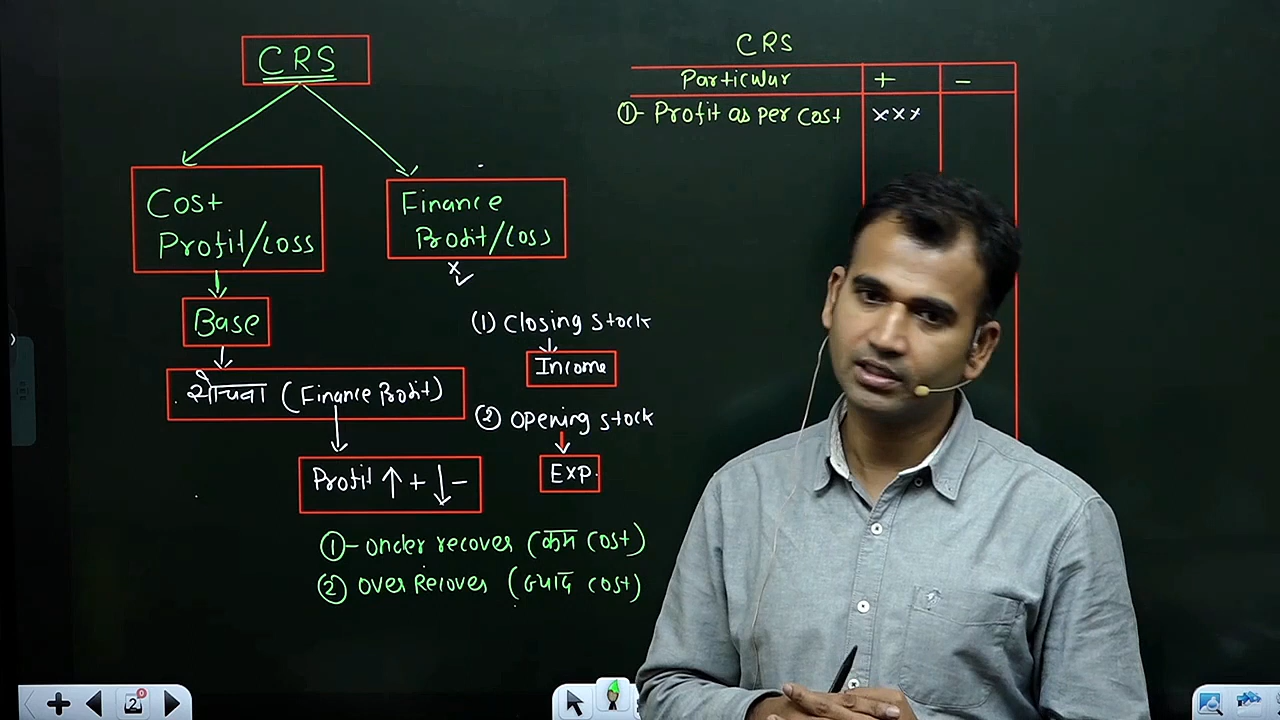 CRS
Cost
Profit/Loss
Finance
Profit/Loss
x
Base
सोचना (Finance Profit)
Profit ↑ + ↓ -
(1) Closing stock
Income
(2) Opening stock
Exp.
①- Under recover (कम cost)
② Over Recover (ज्यादा cost)
CRS
Particular + -
①- Profit as per cost xxx
2